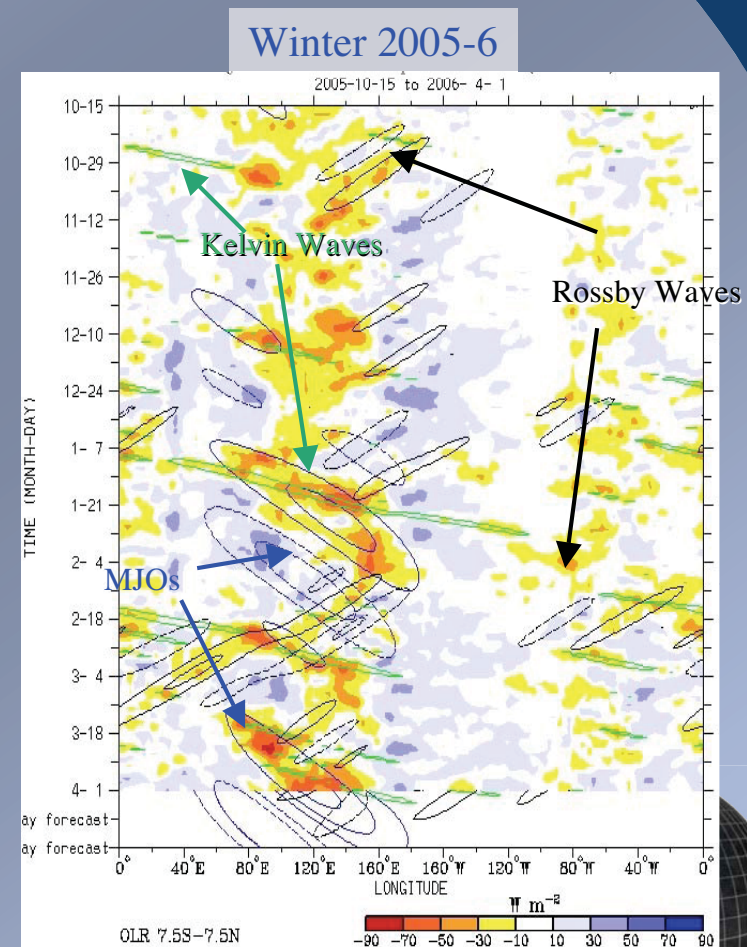 Winter 2005-6
2005-10-15 to 2006- 4- 1
10-15
10-29
11-12
Kelvin Waves
11-26
Rossby Waves
12-10
12-24
1- 7
1-21
2- 4
MJOs
2-18
3- 4
3-18
4- 1
TIME (MONTH-DAY)
ay forecast
ay forecast
0° 40°E 80°E 120°E 160°E 160°W 120°W 80°W 40°W 0°
LONGITUDE
W m⁻²
OLR 7.5S-7.5N
-90 -70 -50 -30 -10 10 30 50 70 90